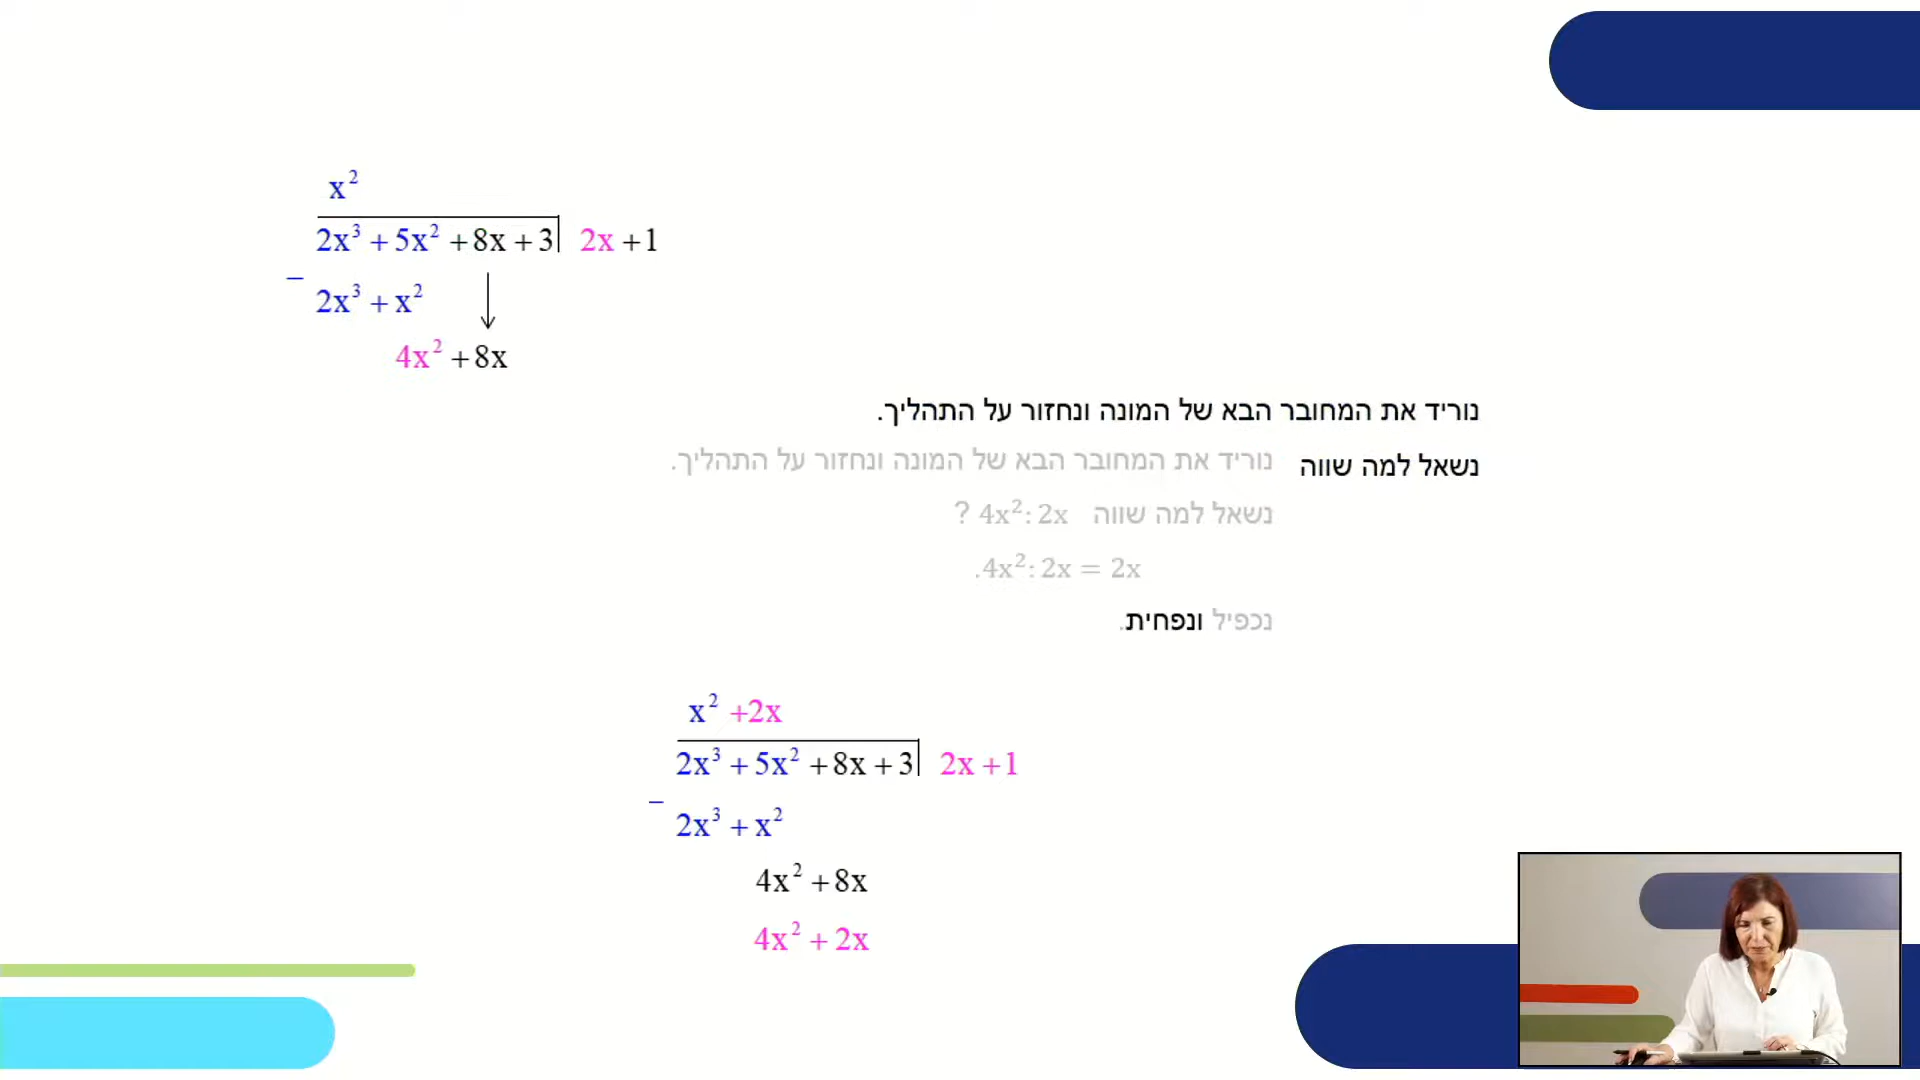 x²
2x³ + 5x² + 8x + 3 2x + 1
−
2x³ + x²
4x² + 8x
נוריד את המחובר הבא של המונה ונחזור על התהליך.
נשאל למה שווה נוריד את המחובר הבא של המונה ונחזור על התהליך.
נשאל למה שווה 4x²: 2x ?
4x²: 2x = 2x.
נכפיל ונפחית.
x² +2x
2x³ + 5x² + 8x + 3 2x + 1
−
2x³ + x²
4x² + 8x
4x² + 2x